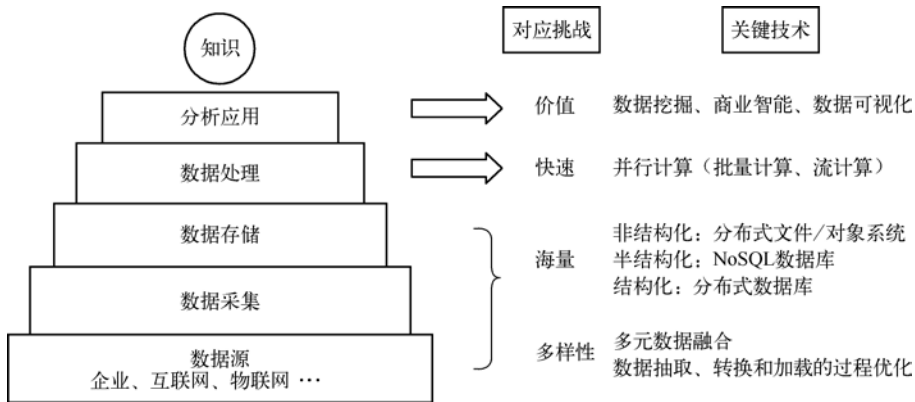 对应挑战 关键技术
知识
分析应用 价值 数据挖掘、商业智能、数据可视化
数据处理 快速 并行计算（批量计算、流计算）
数据存储
海量
非结构化：分布式文件/对象系统
半结构化：NoSQL数据库
结构化：分布式数据库
数据采集
数据源
企业、互联网、物联网 …
多样性
多元数据融合
数据抽取、转换和加载的过程优化